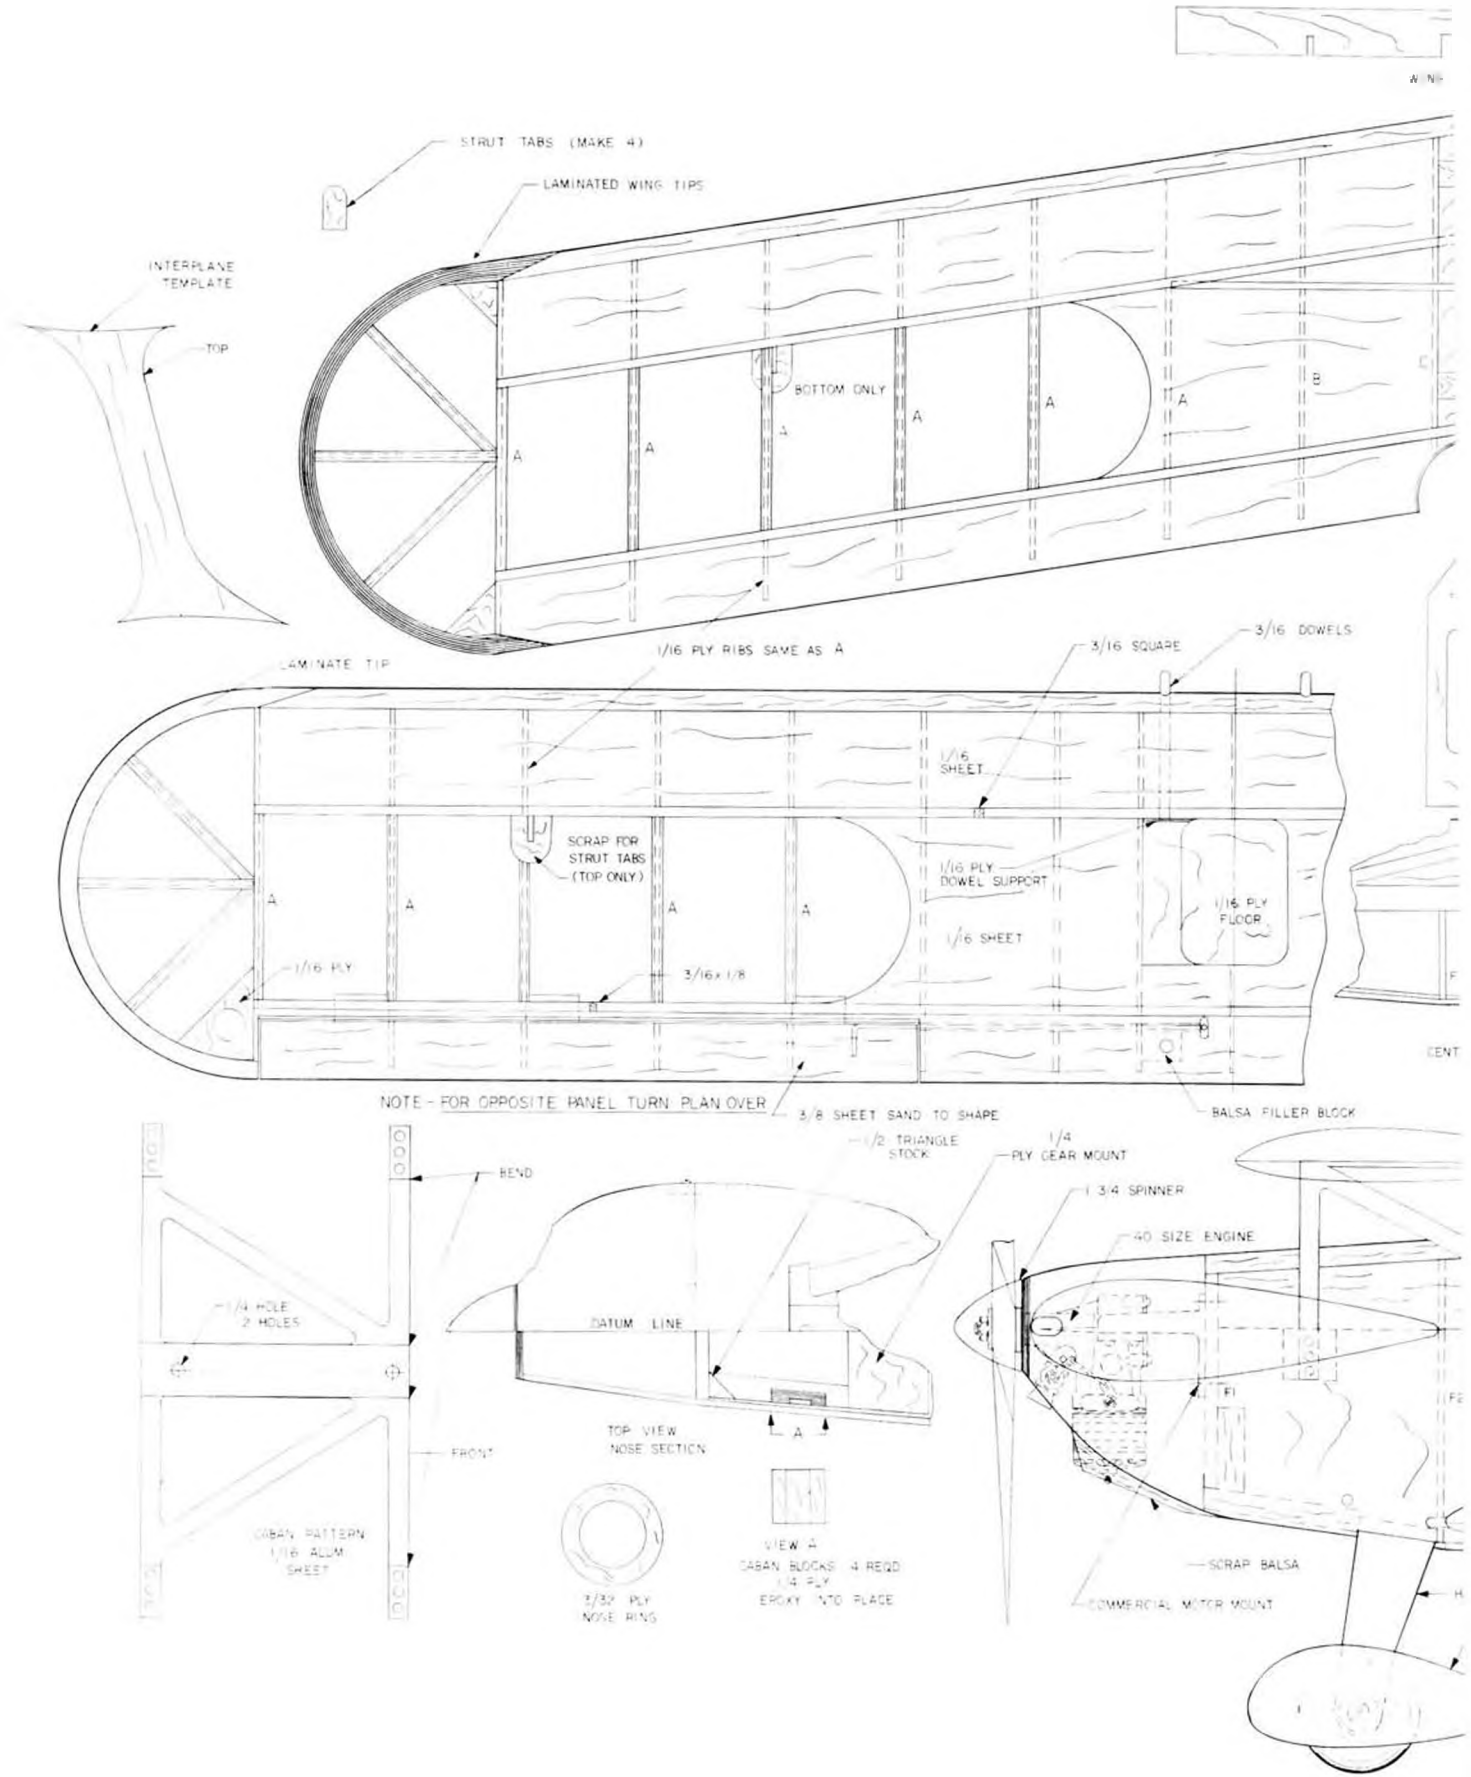 STRUT TABS (MAKE 4)
LAMINATED WING TIPS
INTERPLANE
TEMPLATE
TOP
BOTTOM ONLY
A
A
A
A
A
A
B
C
1/16 PLY RIBS SAME AS A
3/16 SQUARE
3/16 DOWELS
LAMINATE TIP
1/16
SHEET
SCRAP FOR
STRUT TABS
(TOP ONLY)
1/16 PLY
DOWEL SUPPORT
1/16 PLY
FLOOR
A
A
A
A
1/16 SHEET
1/16 PLY
3/16 x 1/8
F
CENT
NOTE - FOR OPPOSITE PANEL TURN PLAN OVER
3/8 SHEET SAND TO SHAPE
BALSA FILLER BLOCK
1/2 TRIANGLE
STOCK
1/4
PLY GEAR MOUNT
BEND
1 3/4 SPINNER
40 SIZE ENGINE
1/4 HOLE
2 HOLES
DATUM LINE
F1
F2
A
TOP VIEW
NOSE SECTION
FRONT
CABAN PATTERN
1/16 ALUM
SHEET
VIEW A
CABAN BLOCKS 4 REQD
1/4 PLY
EPOXY INTO PLACE
3/32 PLY
NOSE RING
SCRAP BALSA
COMMERCIAL MOTOR MOUNT
H